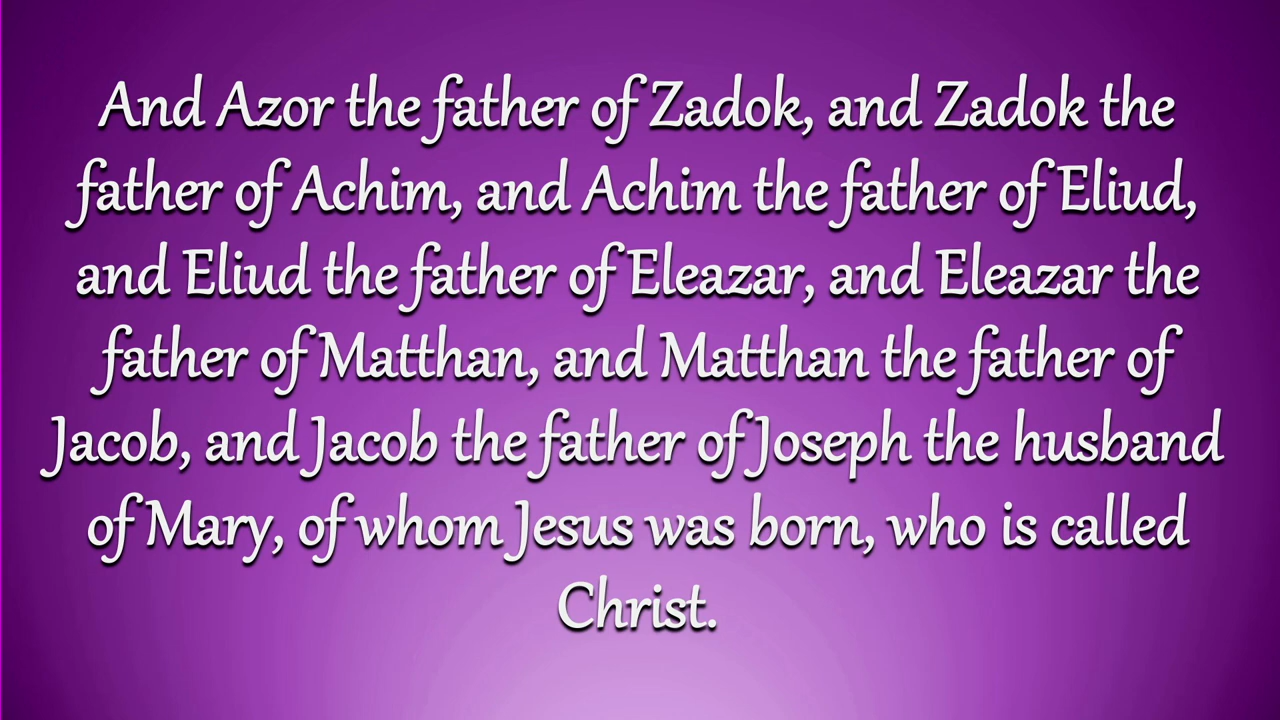 And Azor the father of Zadok, and Zadok the
father of Achim, and Achim the father of Eliud,
and Eliud the father of Eleazar, and Eleazar the
father of Matthan, and Matthan the father of
Jacob, and Jacob the father of Joseph the husband
of Mary, of whom Jesus was born, who is called
Christ.